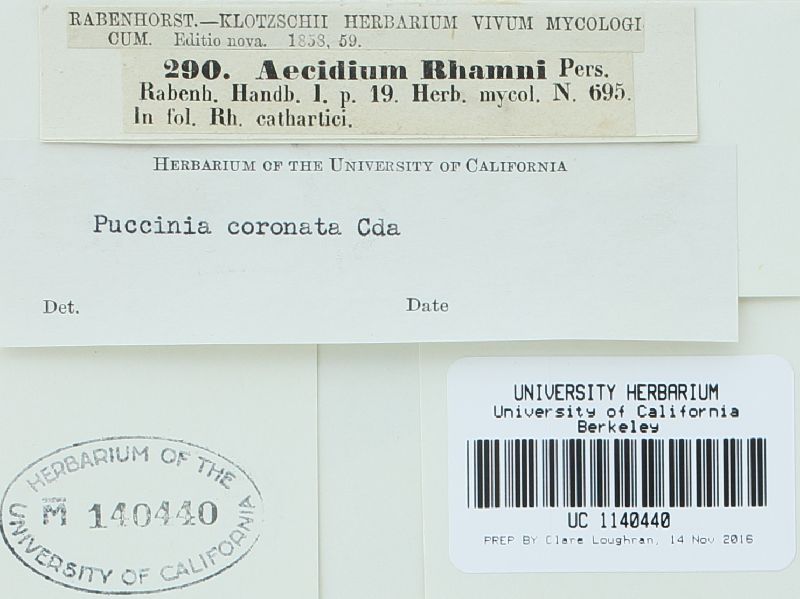 RABENHORST.—KLOTZSCHII HERBARIUM VIVUM MYCOLOGI
CUM. Editio nova. 1858, 59.
290. Aecidium Rhamni Pers.
Rabenh. Handb. I. p. 19. Herb. mycol. N. 695.
In fol. Rh. cathartici.
HERBARIUM OF THE UNIVERSITY OF CALIFORNIA
Puccinia coronata Cda
Det. Date
HERBARIUM OF THE
M 140440
UNIVERSITY OF CALIFORNIA
UNIVERSITY HERBARIUM
University of California
Berkeley
UC 1140440
PREP BY Clare Loughran, 14 Nov 2016